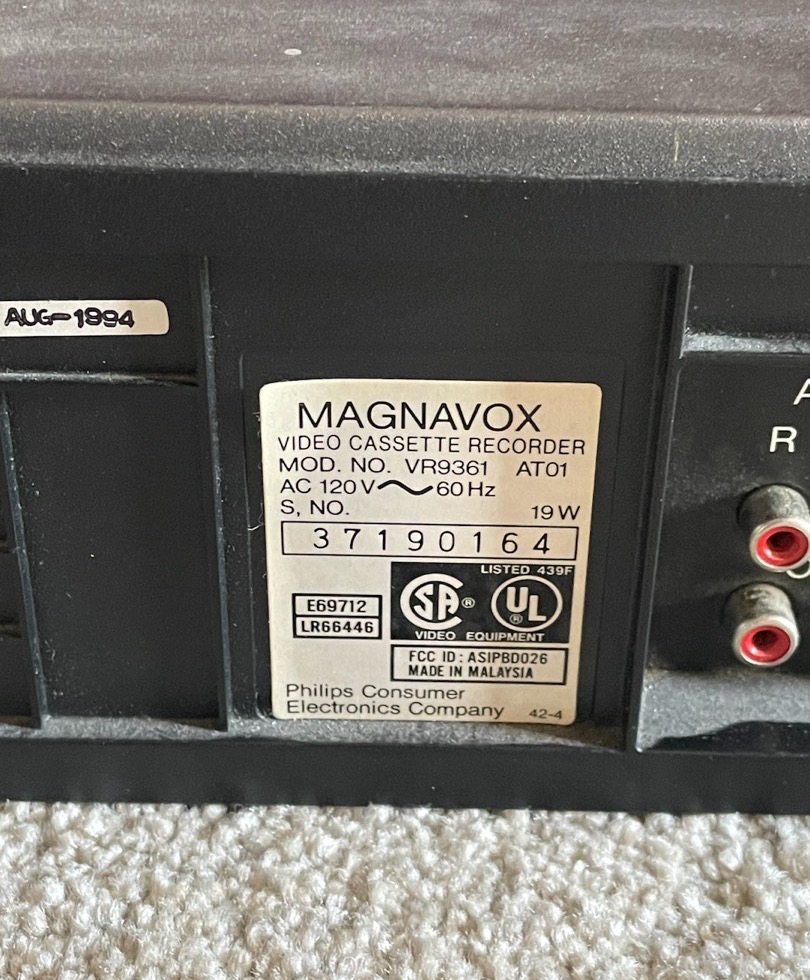 AUG-1994
MAGNAVOX
VIDEO CASSETTE RECORDER
MOD. NO. VR9361 AT01
AC 120V~60Hz
S, NO. 19W
37190164
LISTED 439F
SA® UL®
E69712
LR66446
VIDEO EQUIPMENT
FCC ID: ASIPBD026
MADE IN MALAYSIA
Philips Consumer
Electronics Company 42-4
R